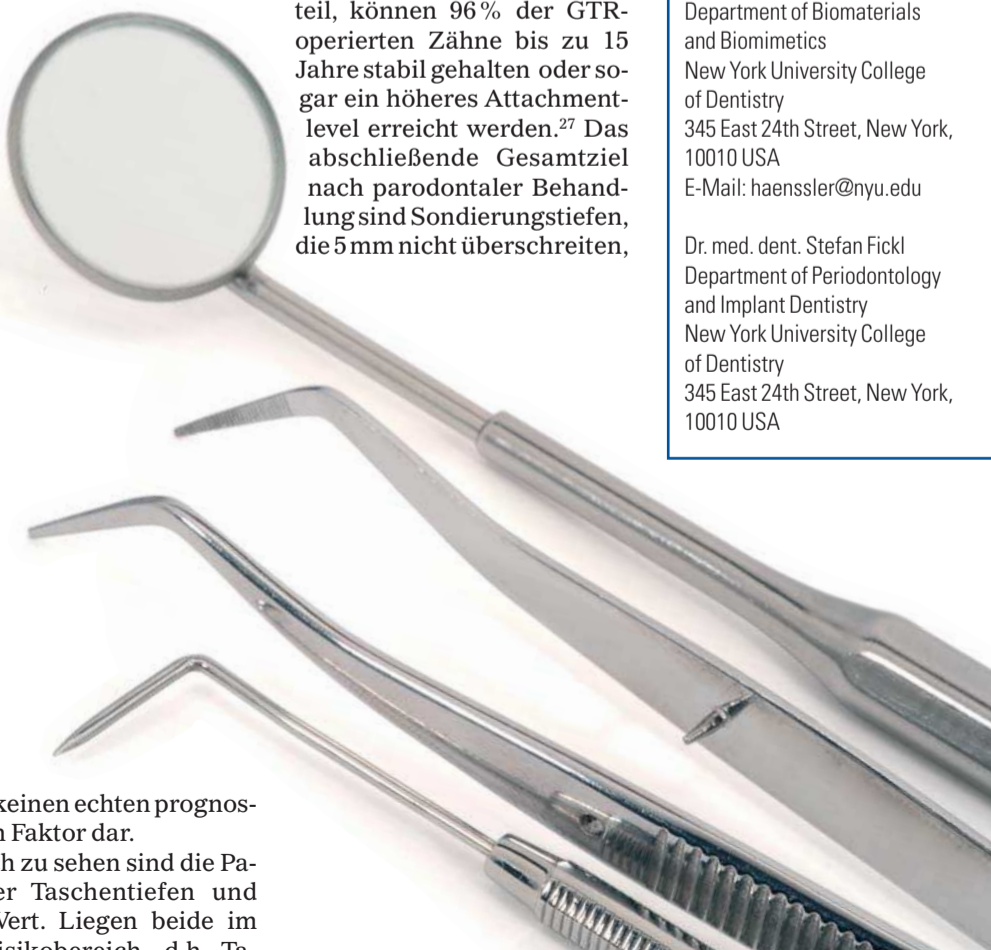 teil, können 96 % der GTR-
operierten Zähne bis zu 15
Jahre stabil gehalten oder so-
gar ein höheres Attachment-
level erreicht werden.²⁷ Das
abschließende Gesamtziel
nach parodontaler Behand-
lung sind Sondierungstiefen,
die 5 mm nicht überschreiten,
keinen echten prognos-
Faktor dar.
zu sehen sind die Pa-
Taschentiefen und
Vert. Liegen beide im
d.h. Ta-
Department of Biomaterials
and Biomimetics
New York University College
of Dentistry
345 East 24th Street, New York,
10010 USA
E-Mail: haenssler@nyu.edu
Dr. med. dent. Stefan Fickl
Department of Periodontology
and Implant Dentistry
New York University College
of Dentistry
345 East 24th Street, New York,
10010 USA